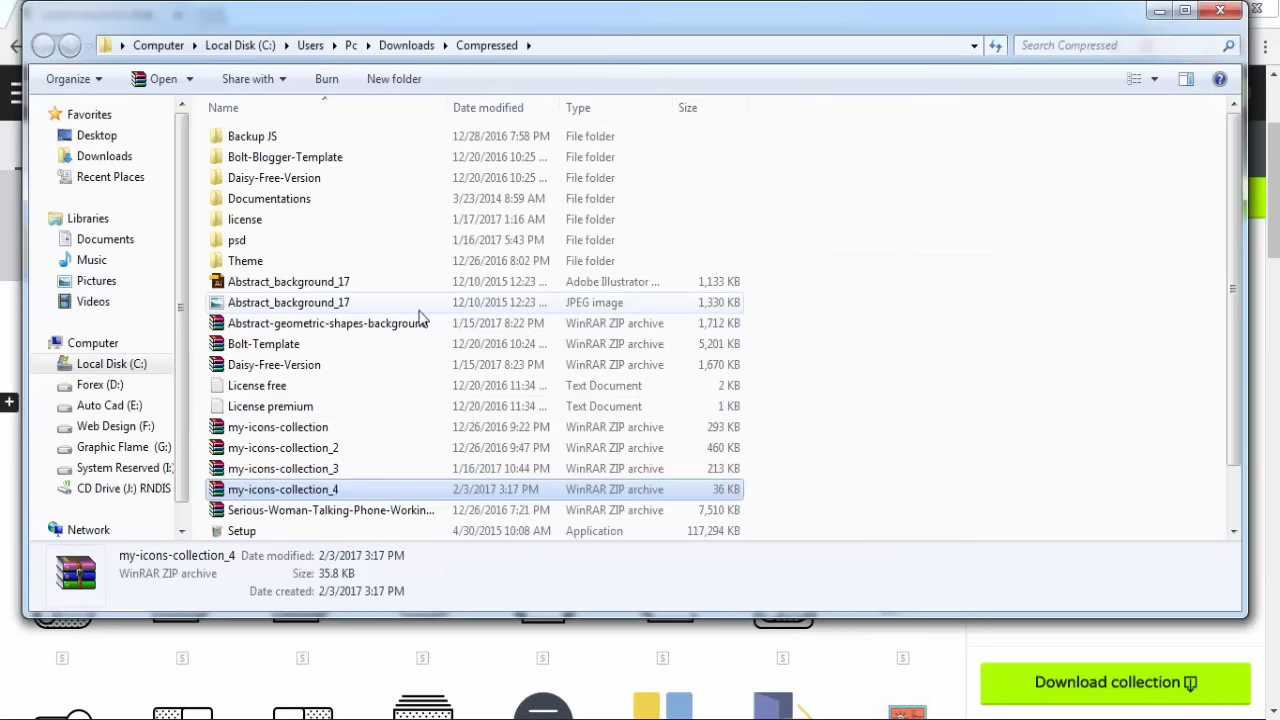 Computer Local Disk (C:) Users Pc Downloads Compressed Search Compressed
Organize Open Share with Burn New folder
Favorites
Desktop
Downloads
Recent Places
Libraries
Documents
Music
Pictures
Videos
Computer
Local Disk (C:)
Forex (D:)
Auto Cad (E:)
Web Design (F:)
Graphic Flame (G:)
System Reserved (I:)
CD Drive (J:) RNDIS
Network
Name Date modified Type Size
Backup JS 12/28/2016 7:58 PM File folder
Bolt-Blogger-Template 12/20/2016 10:25 ... File folder
Daisy-Free-Version 12/20/2016 10:25 ... File folder
Documentations 3/23/2014 8:59 AM File folder
license 1/17/2017 1:16 AM File folder
psd 1/16/2017 5:43 PM File folder
Theme 12/26/2016 8:02 PM File folder
Abstract_background_17 12/10/2015 12:23 ... Adobe Illustrator ... 1,133 KB
Abstract_background_17 12/10/2015 12:23 ... JPEG image 1,330 KB
Abstract-geometric-shapes-background 1/15/2017 8:22 PM WinRAR ZIP archive 1,712 KB
Bolt-Template 12/20/2016 10:24 ... WinRAR ZIP archive 5,201 KB
Daisy-Free-Version 1/15/2017 8:23 PM WinRAR ZIP archive 1,670 KB
License free 12/20/2016 11:34 ... Text Document 2 KB
License premium 12/20/2016 11:34 ... Text Document 1 KB
my-icons-collection 12/26/2016 9:22 PM WinRAR ZIP archive 293 KB
my-icons-collection_2 12/26/2016 9:47 PM WinRAR ZIP archive 460 KB
my-icons-collection_3 1/16/2017 10:44 PM WinRAR ZIP archive 213 KB
my-icons-collection_4 2/3/2017 3:17 PM WinRAR ZIP archive 36 KB
Serious-Woman-Talking-Phone-Workin... 12/26/2016 7:21 PM WinRAR ZIP archive 7,510 KB
Setup 4/30/2015 10:08 AM Application 117,294 KB
my-icons-collection_4 Date modified: 2/3/2017 3:17 PM
WinRAR ZIP archive Size: 35.8 KB
Date created: 2/3/2017 3:17 PM
S S S S S S S S
Download collection